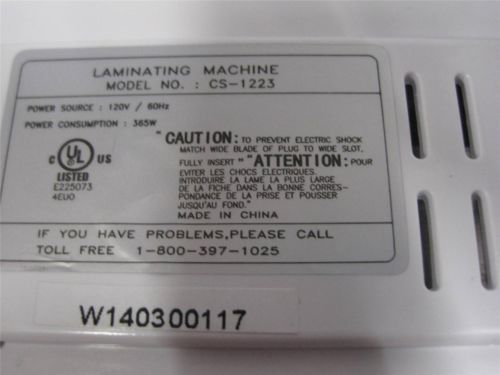 LAMINATING MACHINE
MODEL NO. : CS-1223
POWER SOURCE : 120V / 60Hz
POWER CONSUMPTION : 365W
C UL US
LISTED
E225073
4EU0
"CAUTION: TO PREVENT ELECTRIC SHOCK
MATCH WIDE BLADE OF PLUG TO WIDE SLOT,
FULLY INSERT" "ATTENTION: POUR
EVITER LES CHOCS ELECTRIQUES.
INTRODUIRE LA LAME LA PLUS LARGE
DE LA FICHE DANS LA BONNE CORRES-
PONDANCE DE LA PRISE ET POUSSER
JUSQU'AU FOND."
MADE IN CHINA
IF YOU HAVE PROBLEMS,PLEASE CALL
TOLL FREE 1-800-397-1025
W140300117